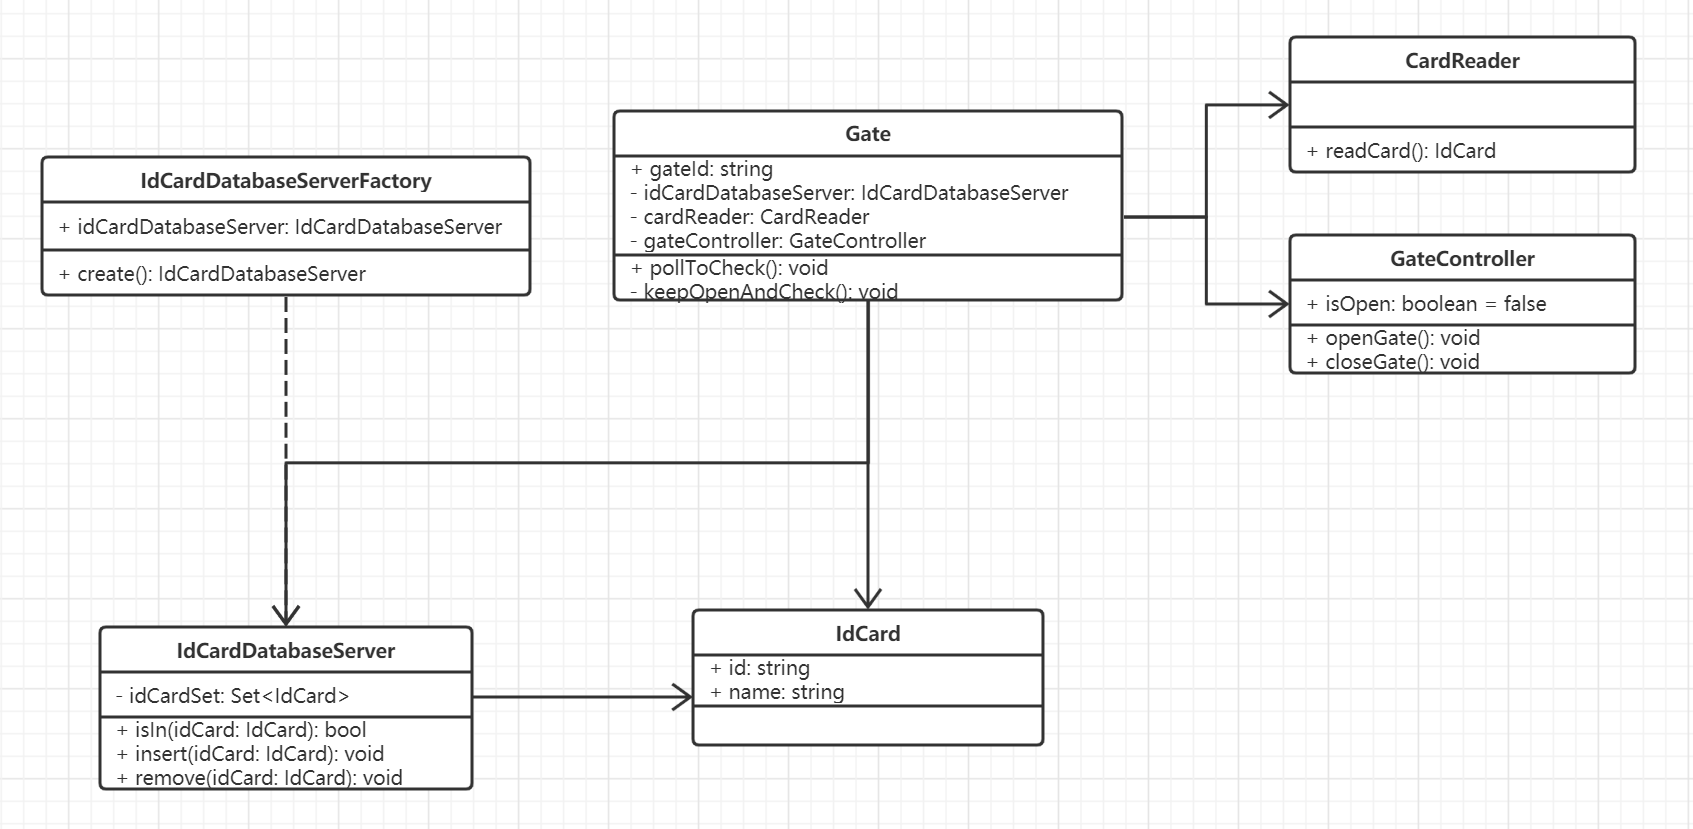 CardReader
+ readCard(): IdCard
Gate
+ gateId: string
- idCardDatabaseServer: IdCardDatabaseServer
- cardReader: CardReader
- gateController: GateController
+ pollToCheck(): void
- keepOpenAndCheck(): void
IdCardDatabaseServerFactory
+ idCardDatabaseServer: IdCardDatabaseServer
+ create(): IdCardDatabaseServer
GateController
+ isOpen: boolean = false
+ openGate(): void
+ closeGate(): void
IdCardDatabaseServer
- idCardSet: Set<IdCard>
+ isIn(idCard: IdCard): bool
+ insert(idCard: IdCard): void
+ remove(idCard: IdCard): void
IdCard
+ id: string
+ name: string